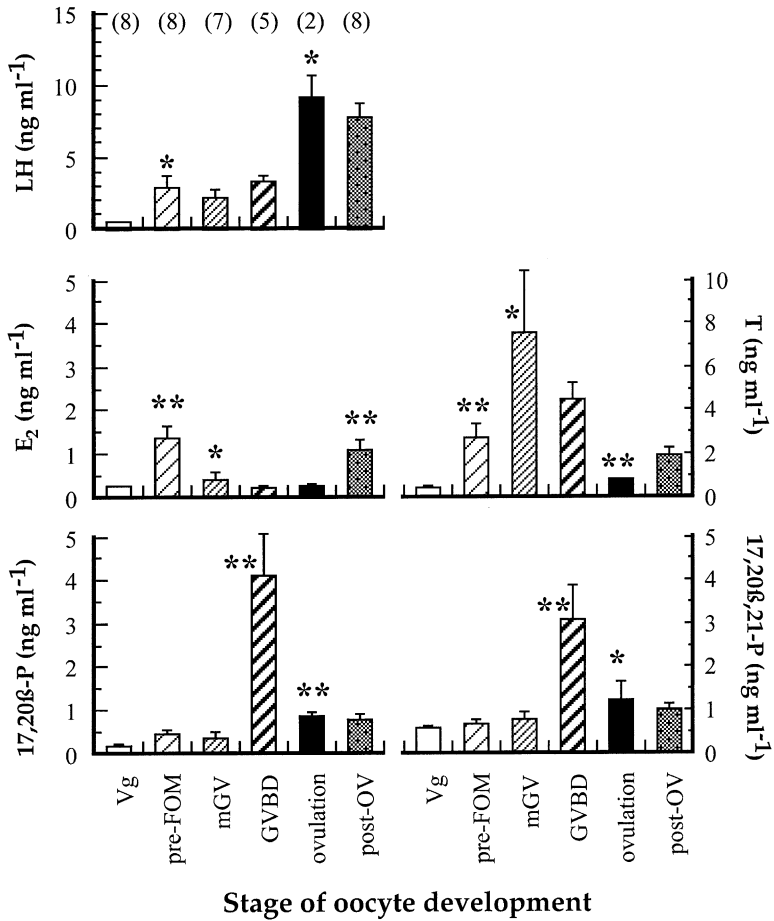 (8) (8) (7) (5) (2) (8)
15
10
5
0
LH (ng ml⁻¹)
*
*
5
4
3
2
1
0
E₂ (ng ml⁻¹)
**
*
**
10
8
6
4
2
0
T (ng ml⁻¹)
**
*
**
5
4
3
2
1
0
17,20ß-P (ng ml⁻¹)
**
**
5
4
3
2
1
0
17,20ß,21-P (ng ml⁻¹)
**
*
Vg
pre-FOM
mGV
GVBD
ovulation
post-OV
Vg
pre-FOM
mGV
GVBD
ovulation
post-OV
Stage of oocyte development